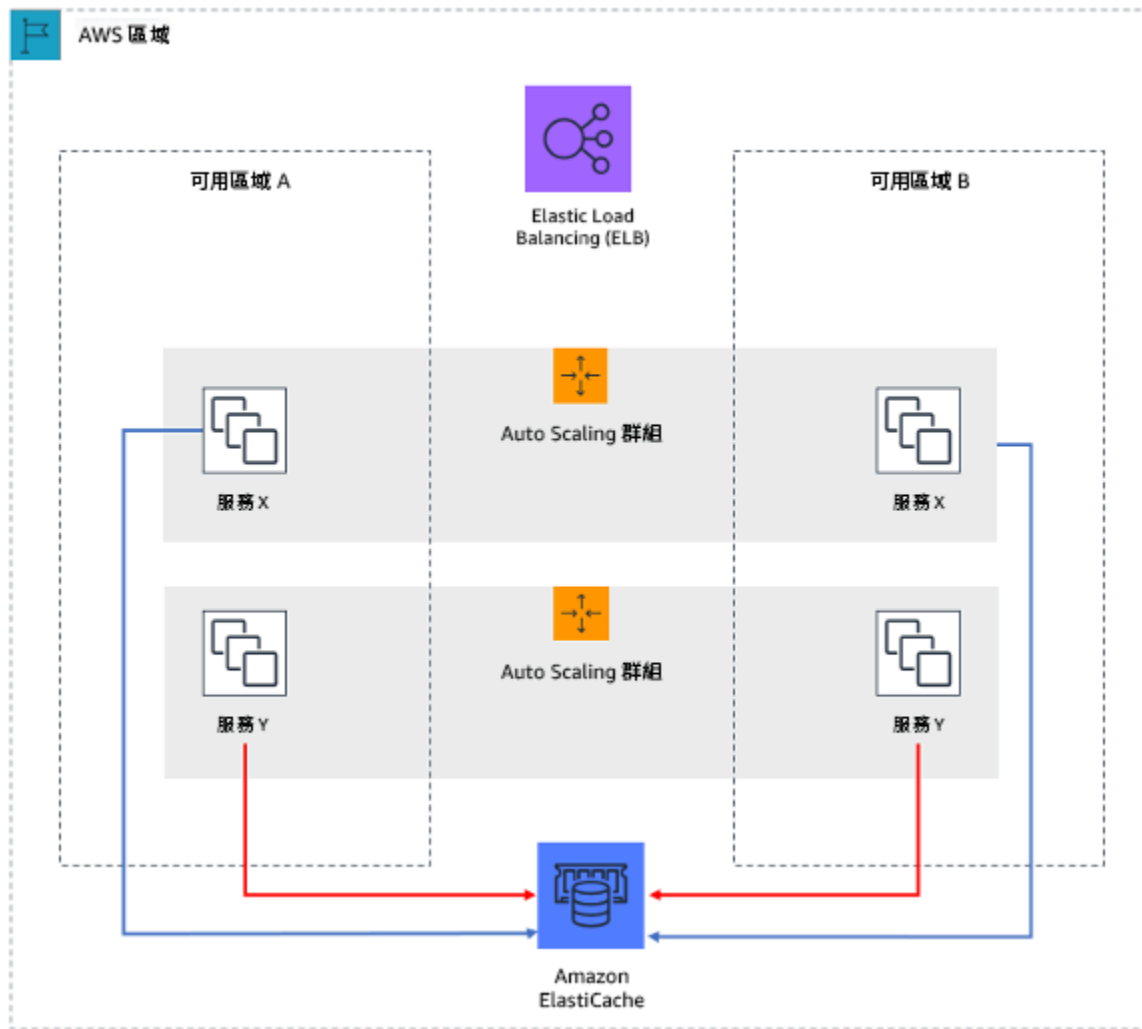 AWS 區域
可用區域 A
可用區域 B
Elastic Load
Balancing (ELB)
Auto Scaling 群組
服務 X
服務 X
Auto Scaling 群組
服務 Y
服務 Y
Amazon
ElastiCache